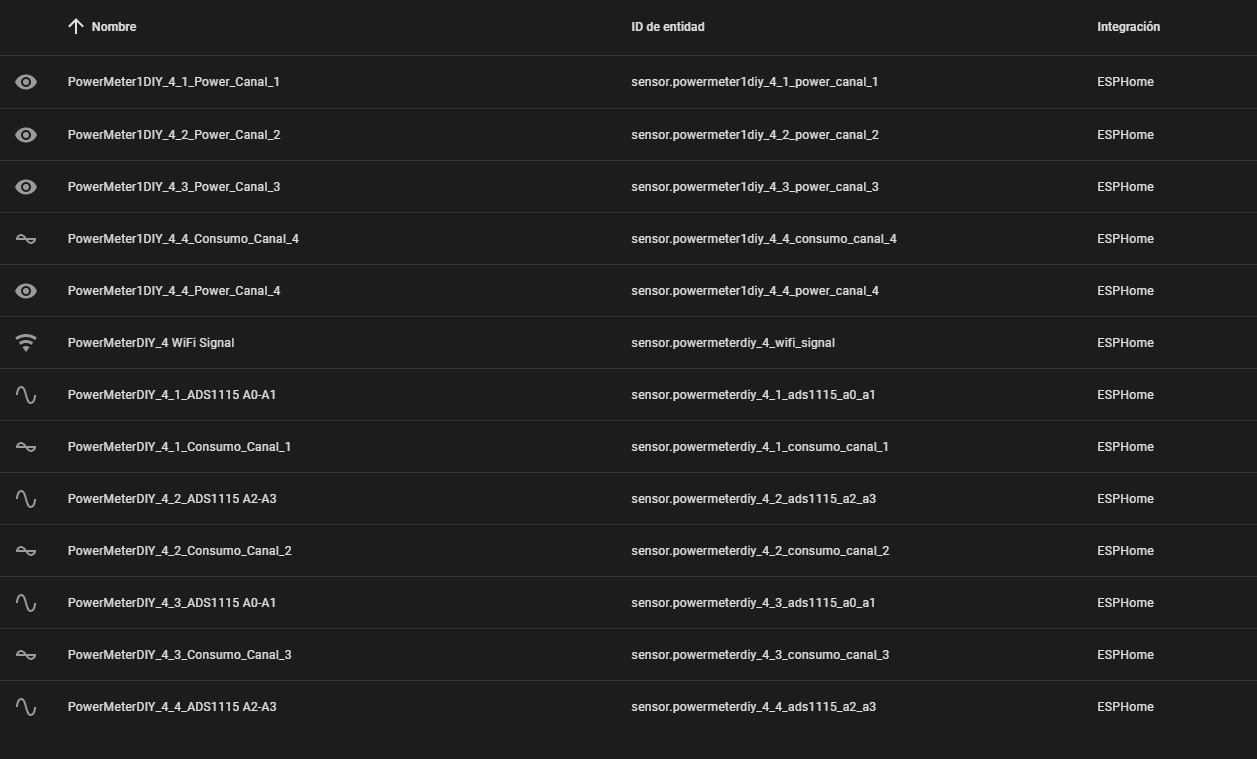 Nombre ID de entidad Integración
PowerMeter1DIY_4_1_Power_Canal_1 sensor.powermeter1diy_4_1_power_canal_1 ESPHome
PowerMeter1DIY_4_2_Power_Canal_2 sensor.powermeter1diy_4_2_power_canal_2 ESPHome
PowerMeter1DIY_4_3_Power_Canal_3 sensor.powermeter1diy_4_3_power_canal_3 ESPHome
PowerMeter1DIY_4_4_Consumo_Canal_4 sensor.powermeter1diy_4_4_consumo_canal_4 ESPHome
PowerMeter1DIY_4_4_Power_Canal_4 sensor.powermeter1diy_4_4_power_canal_4 ESPHome
PowerMeterDIY_4 WiFi Signal sensor.powermeterdiy_4_wifi_signal ESPHome
PowerMeterDIY_4_1_ADS1115 A0-A1 sensor.powermeterdiy_4_1_ads1115_a0_a1 ESPHome
PowerMeterDIY_4_1_Consumo_Canal_1 sensor.powermeterdiy_4_1_consumo_canal_1 ESPHome
PowerMeterDIY_4_2_ADS1115 A2-A3 sensor.powermeterdiy_4_2_ads1115_a2_a3 ESPHome
PowerMeterDIY_4_2_Consumo_Canal_2 sensor.powermeterdiy_4_2_consumo_canal_2 ESPHome
PowerMeterDIY_4_3_ADS1115 A0-A1 sensor.powermeterdiy_4_3_ads1115_a0_a1 ESPHome
PowerMeterDIY_4_3_Consumo_Canal_3 sensor.powermeterdiy_4_3_consumo_canal_3 ESPHome
PowerMeterDIY_4_4_ADS1115 A2-A3 sensor.powermeterdiy_4_4_ads1115_a2_a3 ESPHome